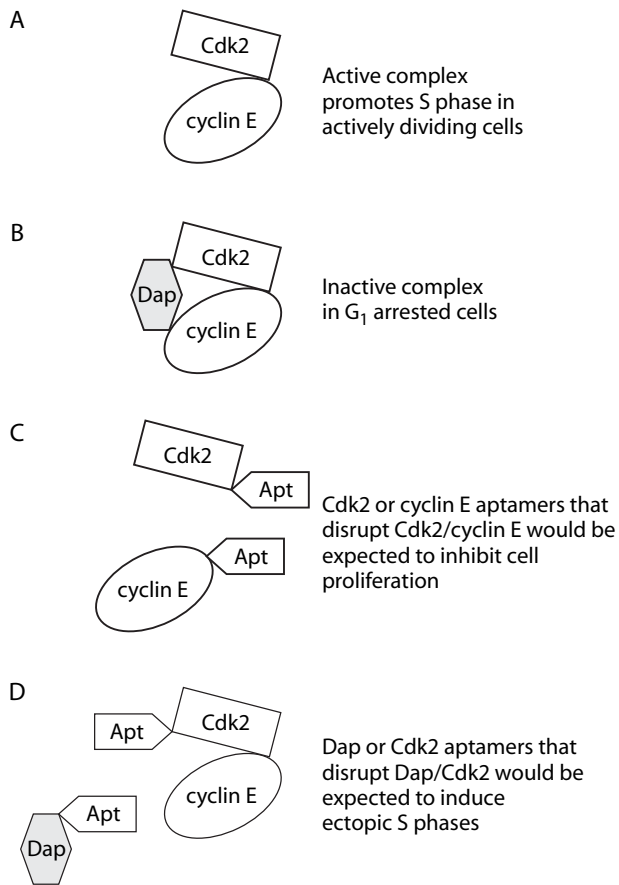 A
Cdk2
cyclin E
Active complex
promotes S phase in
actively dividing cells
B
Cdk2
Dap
cyclin E
Inactive complex
in G₁ arrested cells
C
Cdk2
Apt
Apt
cyclin E
Cdk2 or cyclin E aptamers that
disrupt Cdk2/cyclin E would be
expected to inhibit cell
proliferation
D
Apt
Cdk2
cyclin E
Apt
Dap
Dap or Cdk2 aptamers that
disrupt Dap/Cdk2 would be
expected to induce
ectopic S phases